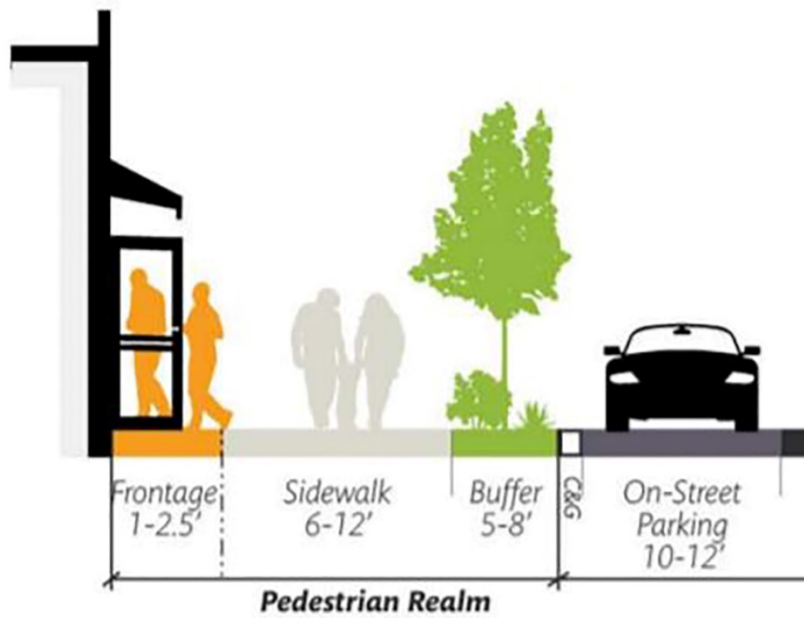 Frontage
1-2.5'
Sidewalk
6-12'
Buffer
5-8'
C&G
On-Street
Parking
10-12'
Pedestrian Realm